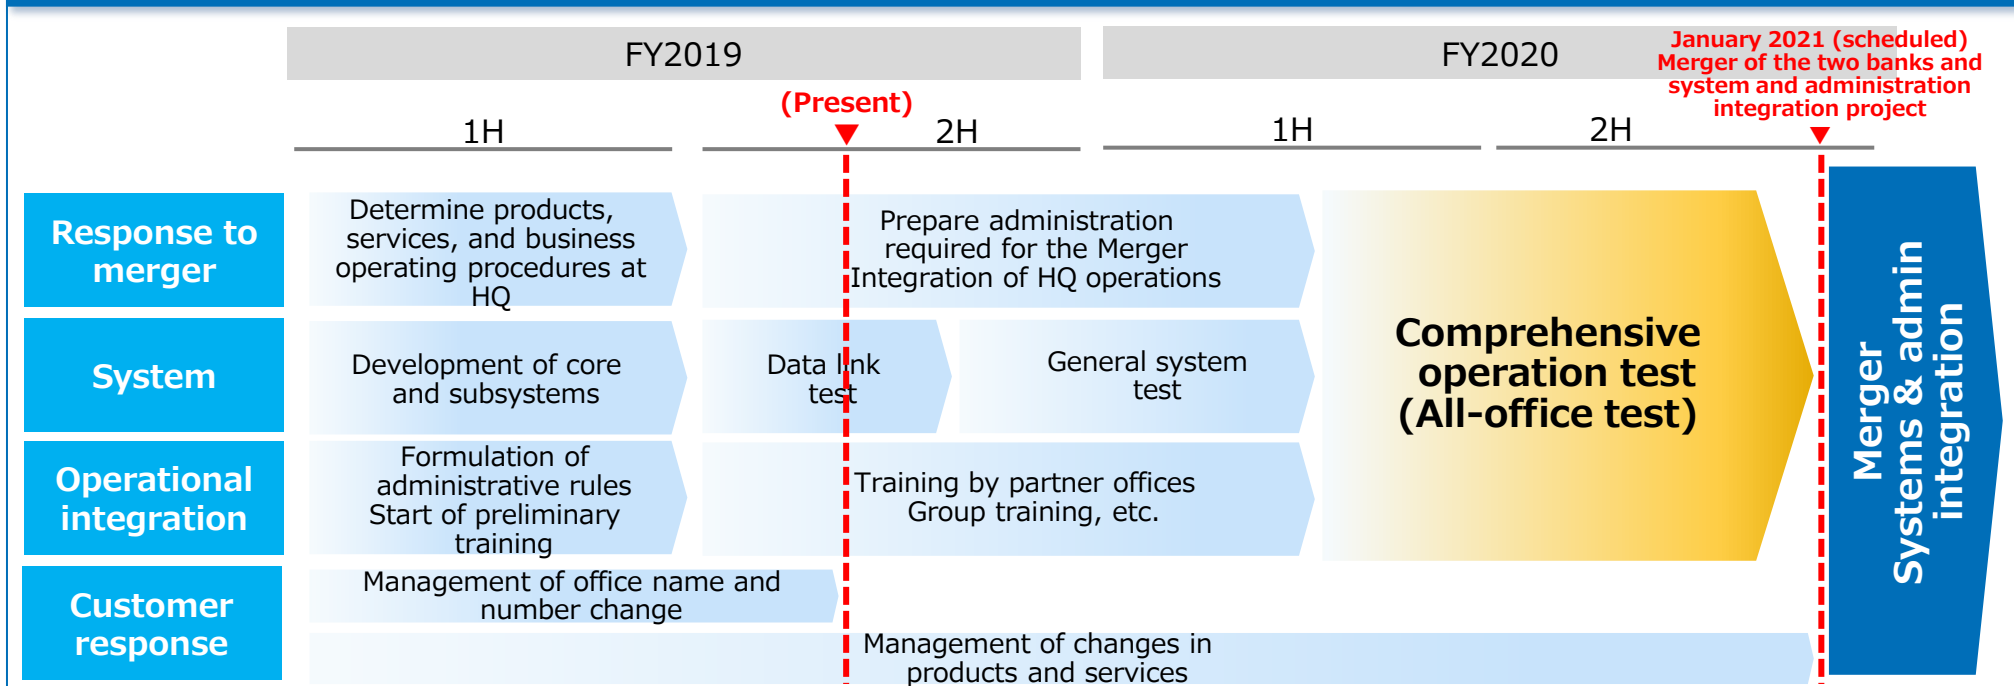 FY2019
FY2020
January 2021 (scheduled)
Merger of the two banks and
system and administration
integration project
(Present)
1H
2H
1H
2H
Response to
merger
Determine products,
services, and business
operating procedures at
HQ
Prepare administration
required for the Merger
Integration of HQ operations
System
Development of core
and subsystems
Data link
test
General system
test
Comprehensive
operation test
(All-office test)
Operational
integration
Formulation of
administrative rules
Start of preliminary
training
Training by partner offices
Group training, etc.
Customer
response
Management of office name and
number change
Management of changes in
products and services
Merger
Systems & admin
integration